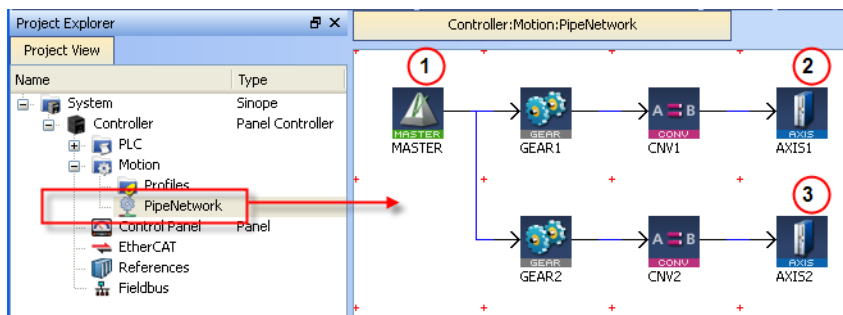 Project Explorer
Project View
Name Type
System Sinope
Controller Panel Controller
PLC
Motion
Profiles
PipeNetwork
Control Panel Panel
EtherCAT
References
Fieldbus
Controller:Motion:PipeNetwork
1 2
MASTER GEAR A B CONV AXIS
MASTER GEAR1 CNV1 AXIS1
3
GEAR A B CONV AXIS
GEAR2 CNV2 AXIS2